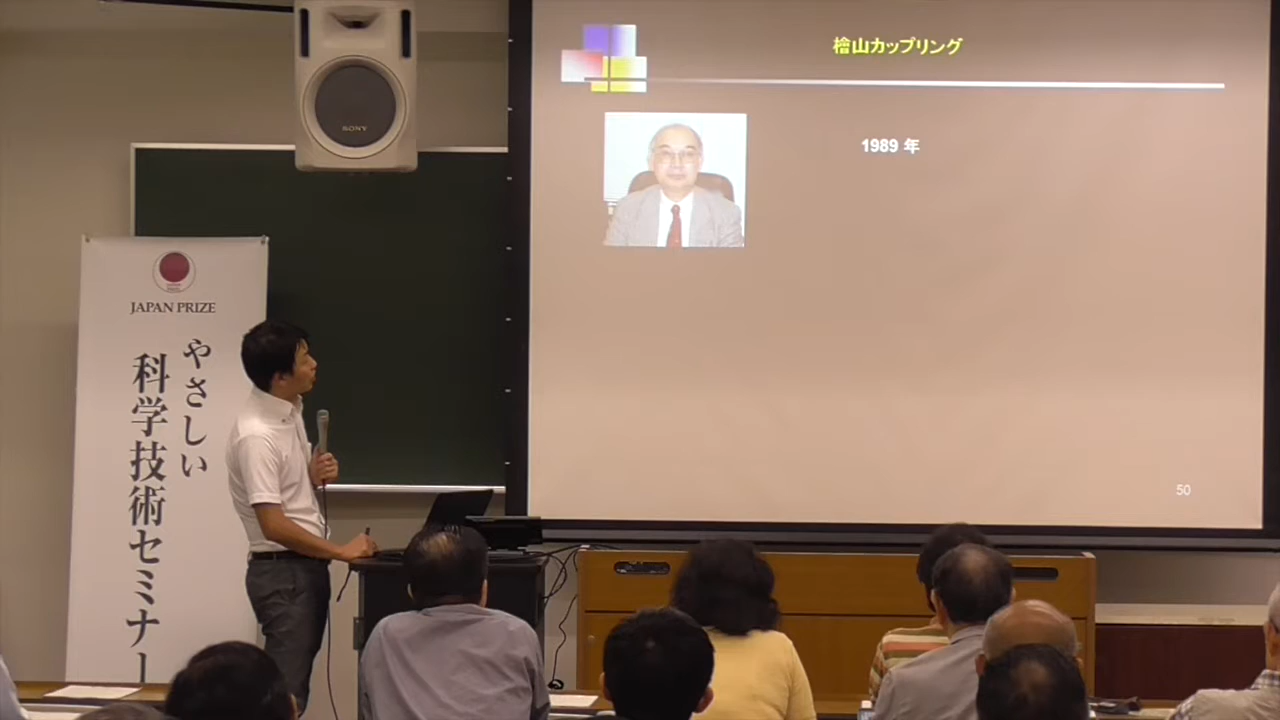 SONY
檜山カップリング
1989 年
50
JAPAN PRIZE
やさしい
科学技術セミナー